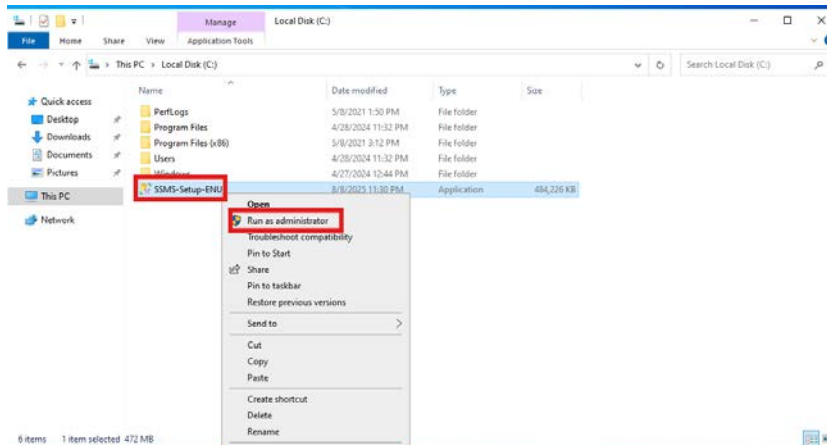 Manage
Local Disk (C:)
File
Home
Share
View
Application Tools
This PC > Local Disk (C:)
Search Local Disk (C:)
Quick access
Desktop
Downloads
Documents
Pictures
This PC
Network
Name Date modified Type Size
PerfLogs 5/8/2021 1:50 PM File folder
Program Files 4/28/2024 11:32 PM File folder
Program Files (x86) 5/8/2021 3:12 PM File folder
Users 4/28/2024 11:32 PM File folder
Windows 4/27/2024 12:44 PM File folder
SSMS-Setup-ENU 8/8/2025 11:30 PM Application 484,226 KB
Open
Run as administrator
Troubleshoot compatibility
Pin to Start
Share
Pin to taskbar
Restore previous versions
Send to
Cut
Copy
Paste
Create shortcut
Delete
Rename
6 items 1 item selected 472 MB